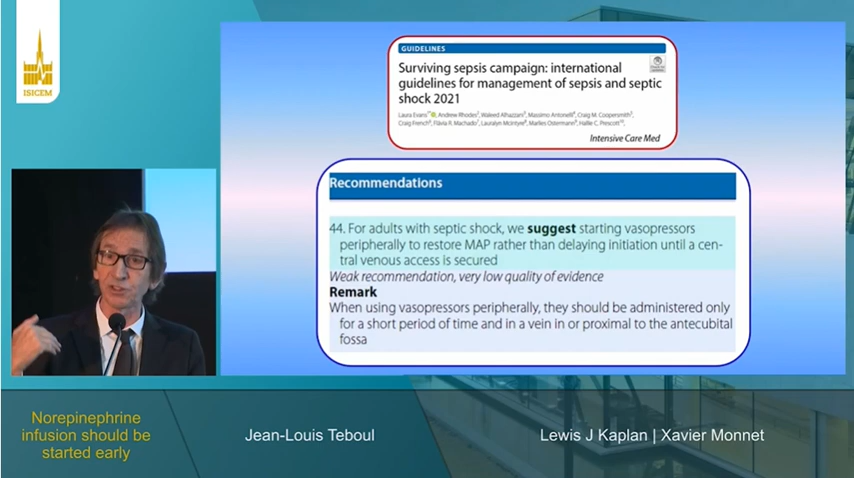 ISICEM
GUIDELINES
Surviving sepsis campaign: international
guidelines for management of sepsis and septic
shock 2021
Laura Evans, Andrew Rhodes, Waleed Alhazzani, Massimo Antonelli, Craig M. Coopersmith,
Craig French, Flávia R. Machado, Lauralyn McIntyre, Marlies Ostermann, Hallie C. Prescott
Intensive Care Med
Recommendations
44. For adults with septic shock, we suggest starting vasopressors
peripherally to restore MAP rather than delaying initiation until a cen-
tral venous access is secured
Weak recommendation, very low quality of evidence
Remark
When using vasopressors peripherally, they should be administered only
for a short period of time and in a vein in or proximal to the antecubital
fossa
Norepinephrine
infusion should be
started early
Jean-Louis Teboul
Lewis J Kaplan | Xavier Monnet